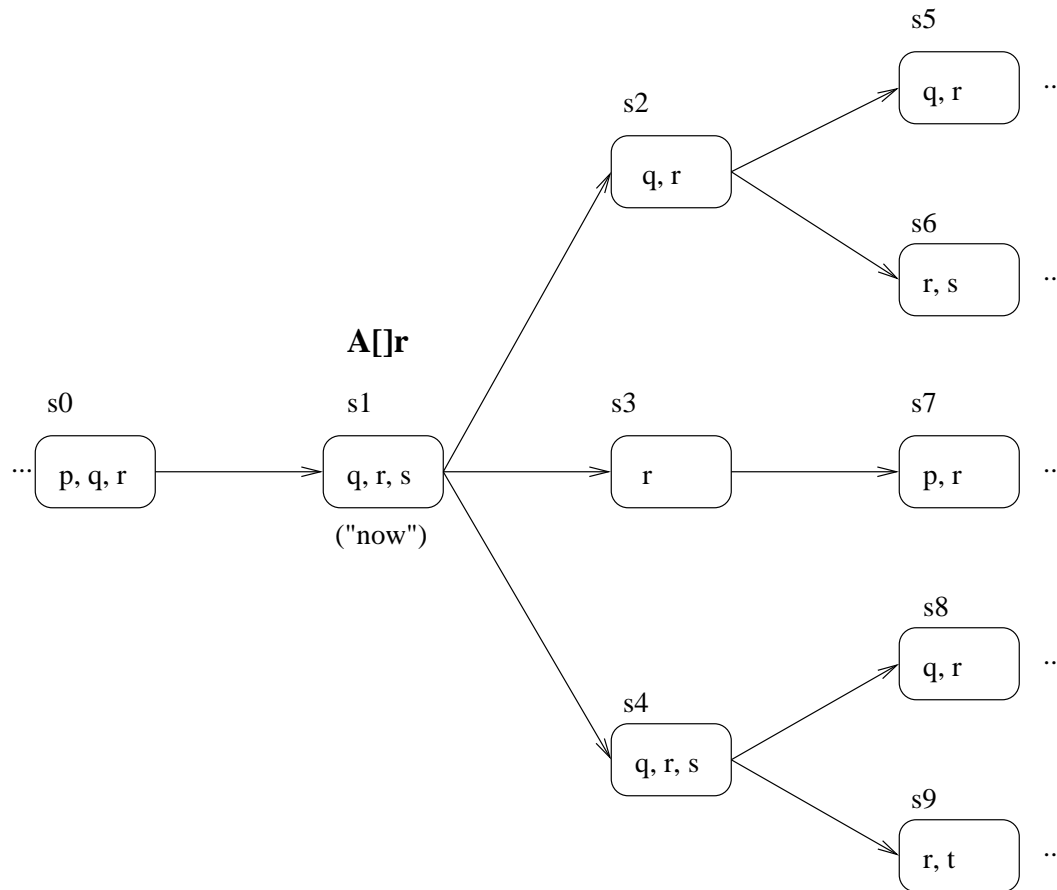 s5
q, r
..
s2
q, r
s6
r, s
..
A[]r
s0
s1
s3
s7
...
p, q, r
q, r, s
r
p, r
..
("now")
s8
q, r
..
s4
q, r, s
s9
r, t
..